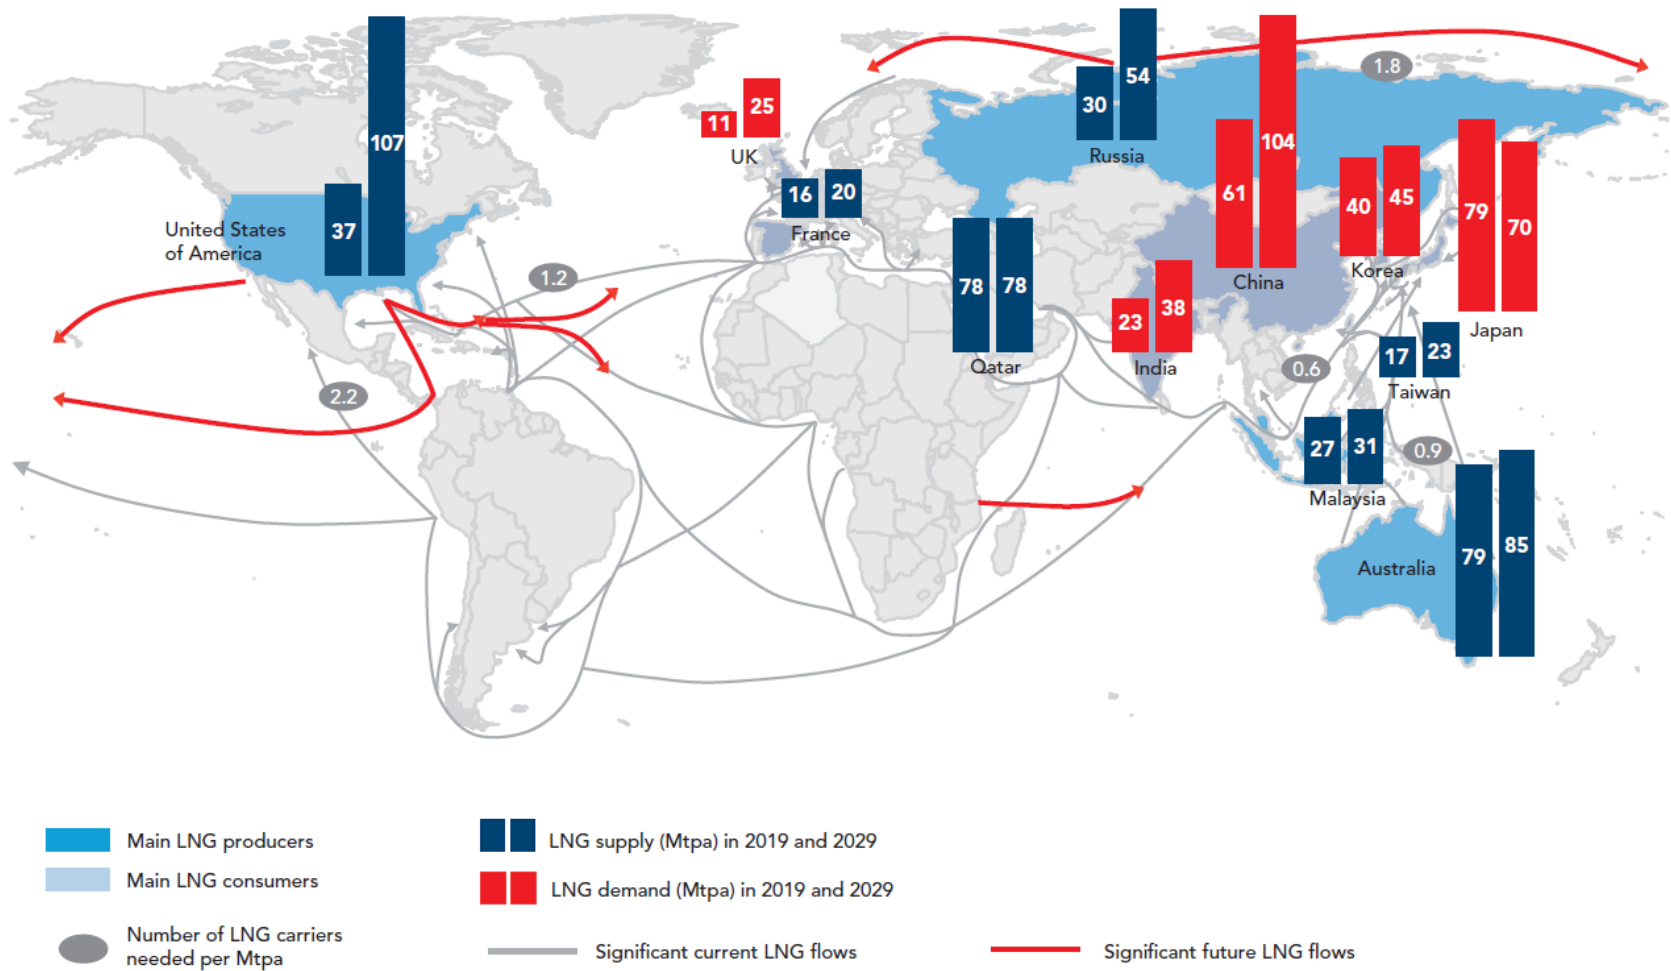 107
37
United States
of America
1.2
2.2
11
25
UK
16
20
France
30
54
Russia
1.8
78
78
Qatar
23
38
India
61
104
China
40
45
Korea
79
70
Japan
0.6
17
23
Taiwan
27
31
Malaysia
0.9
Australia
79
85
Main LNG producers
Main LNG consumers
Number of LNG carriers
needed per Mtpa
LNG supply (Mtpa) in 2019 and 2029
LNG demand (Mtpa) in 2019 and 2029
Significant current LNG flows
Significant future LNG flows